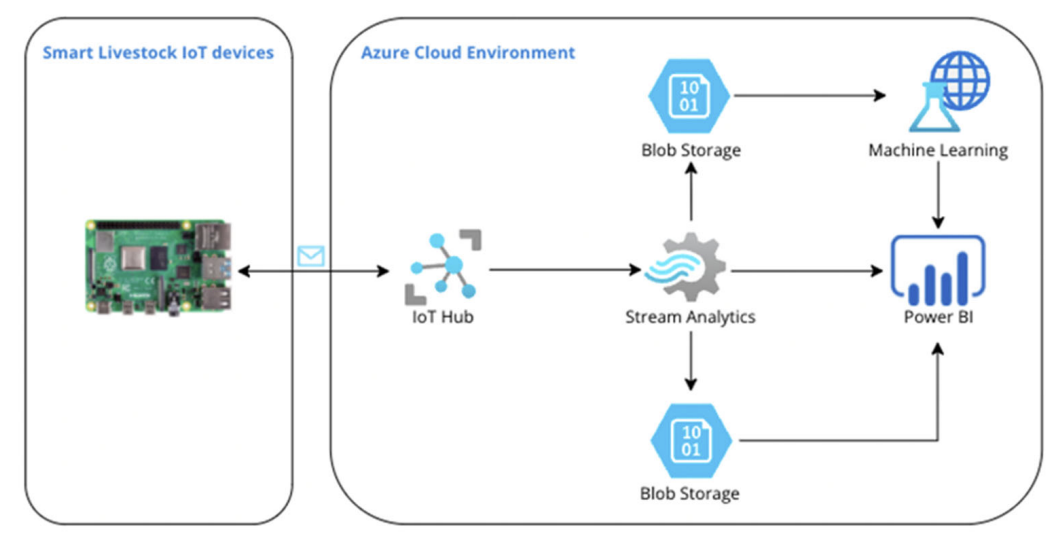 Smart Livestock IoT devices
Azure Cloud Environment
10
01
Blob Storage
Machine Learning
IoT Hub
Stream Analytics
Power BI
10
01
Blob Storage